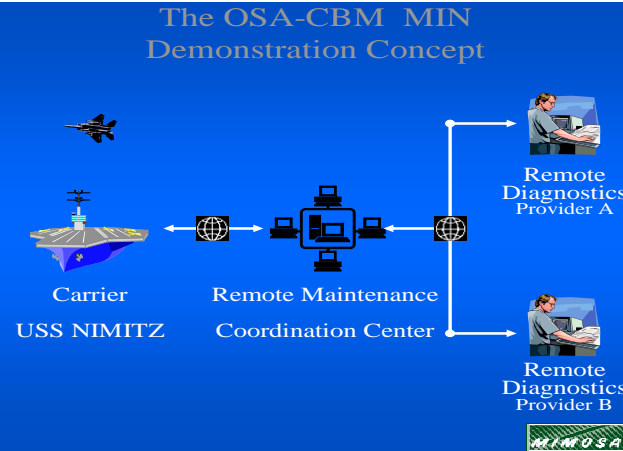 The OSA-CBM MIN
Demonstration Concept
Remote
Diagnostics
Provider A
Carrier
Remote Maintenance
USS NIMITZ
Coordination Center
Remote
Diagnostics
Provider B
MIMOSA